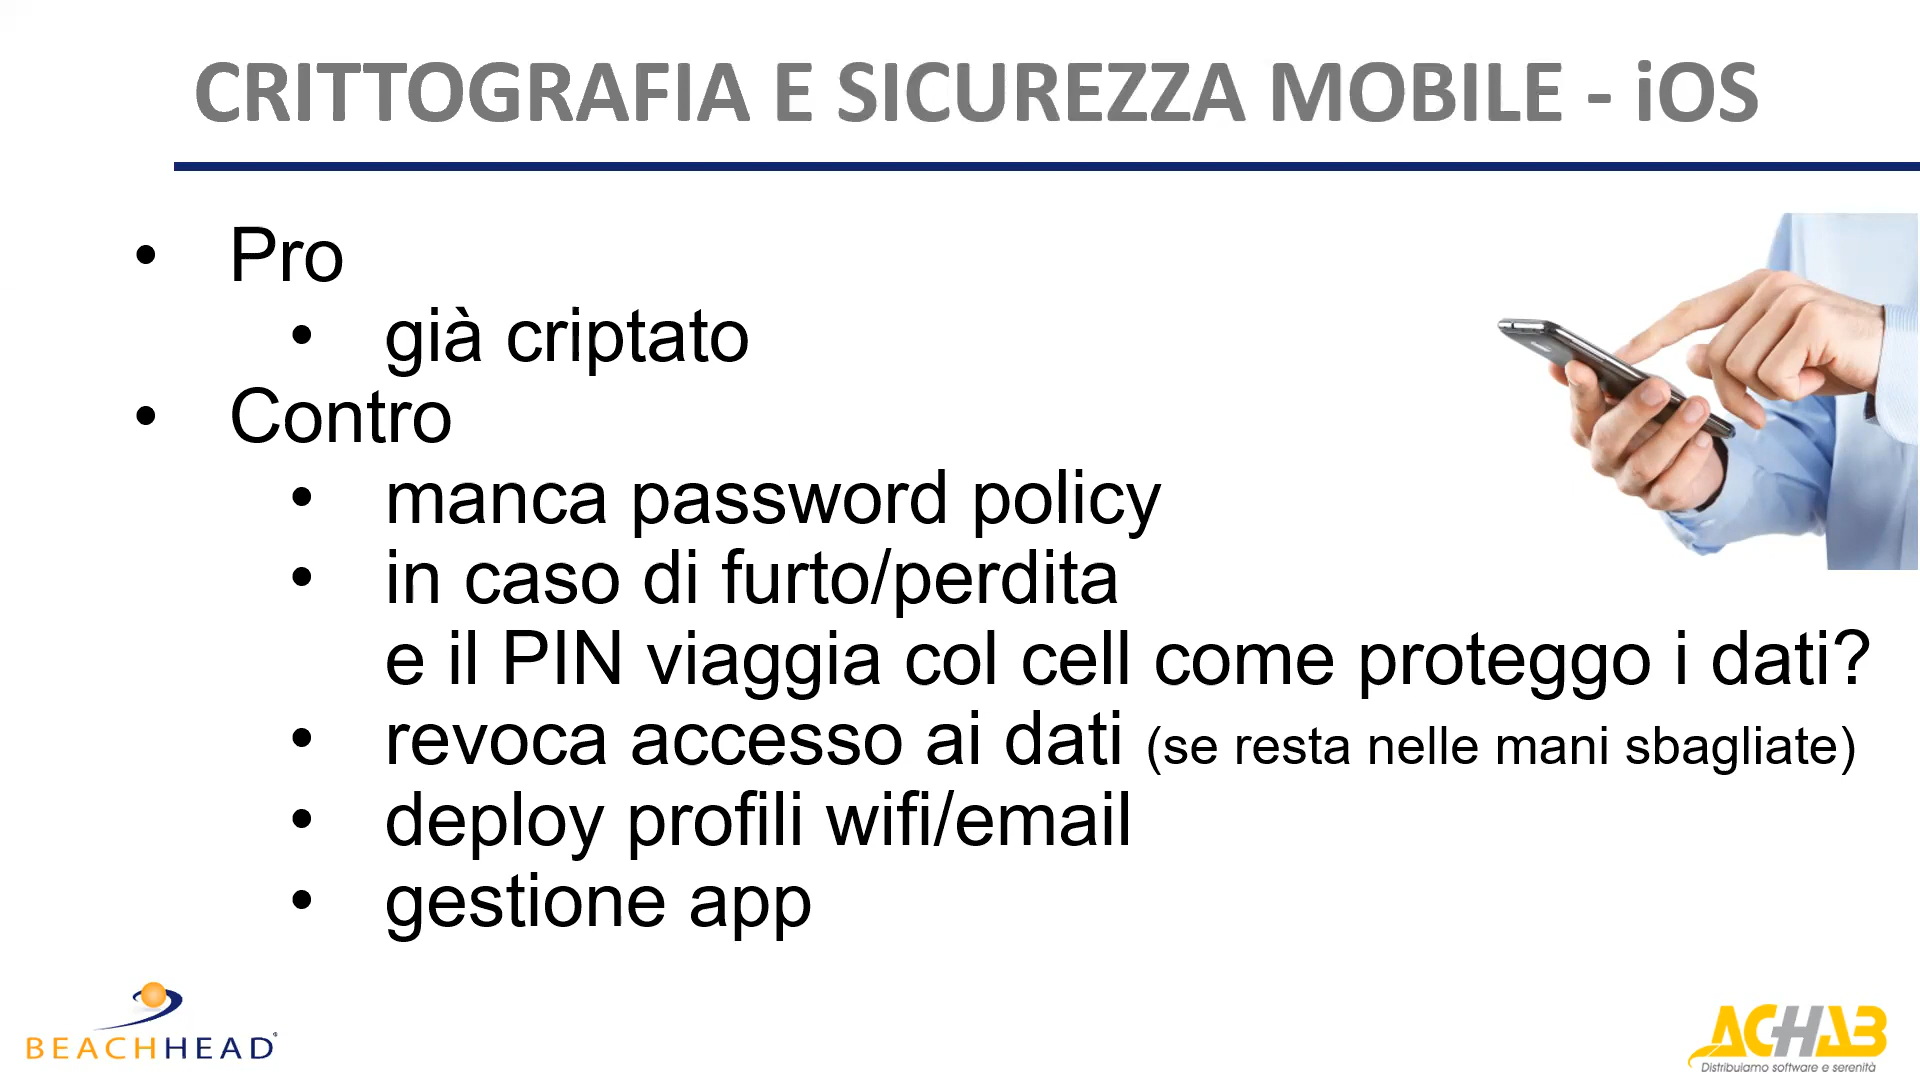 CRITTOGRAFIA E SICUREZZA MOBILE - iOS
• Pro
• già criptato
• Contro
• manca password policy
• in caso di furto/perdita
e il PIN viaggia col cell come proteggo i dati?
• revoca accesso ai dati (se resta nelle mani sbagliate)
• deploy profili wifi/email
• gestione app
BEACHHEAD®
ACHAB
Distribuiamo software e serenità